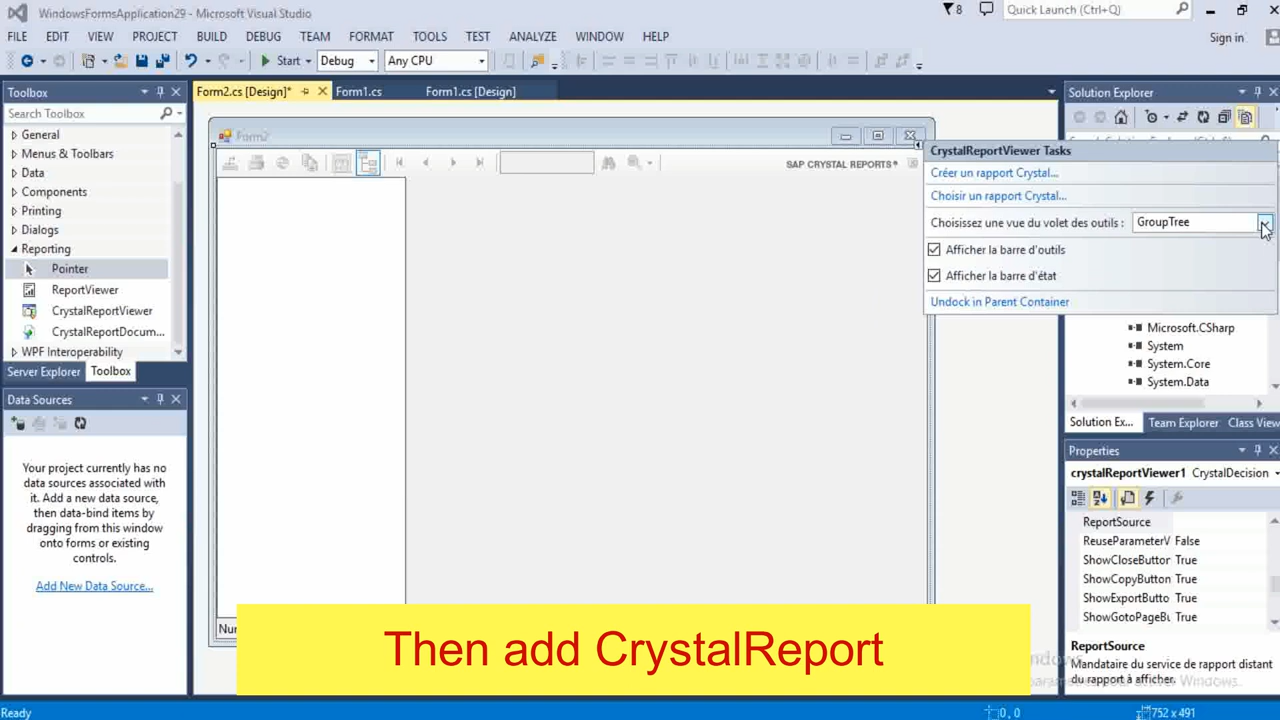 WindowsFormsApplication29 - Microsoft Visual Studio
8
Quick Launch (Ctrl+Q)
FILE EDIT VIEW PROJECT BUILD DEBUG TEAM FORMAT TOOLS TEST ANALYZE WINDOW HELP
Sign in
Start Debug Any CPU
Toolbox
Search Toolbox
General
Menus & Toolbars
Data
Components
Printing
Dialogs
Reporting
Pointer
ReportViewer
CrystalReportViewer
CrystalReportDocum...
WPF Interoperability
Server Explorer Toolbox
Data Sources
Your project currently has no
data sources associated with
it. Add a new data source,
then data-bind items by
dragging from this window
onto forms or existing
controls.
Add New Data Source...
Form2.cs [Design]* Form1.cs Form1.cs [Design]
Form2
SAP CRYSTAL REPORTS®
CrystalReportViewer Tasks
Créer un rapport Crystal...
Choisir un rapport Crystal...
Choisissez une vue du volet des outils : GroupTree
Afficher la barre d'outils
Afficher la barre d'état
Undock in Parent Container
Solution Explorer
Microsoft.CSharp
System
System.Core
System.Data
Solution Ex... Team Explorer Class View
Properties
crystalReportViewer1 CrystalDecision
ReportSource
ReuseParameterV False
ShowCloseButton True
ShowCopyButton True
ShowExportButto True
ShowGotoPageBu True
ReportSource
Mandataire du service de rapport distant
du rapport à afficher.
Then add CrystalReport
Ready
0, 0
752 x 491